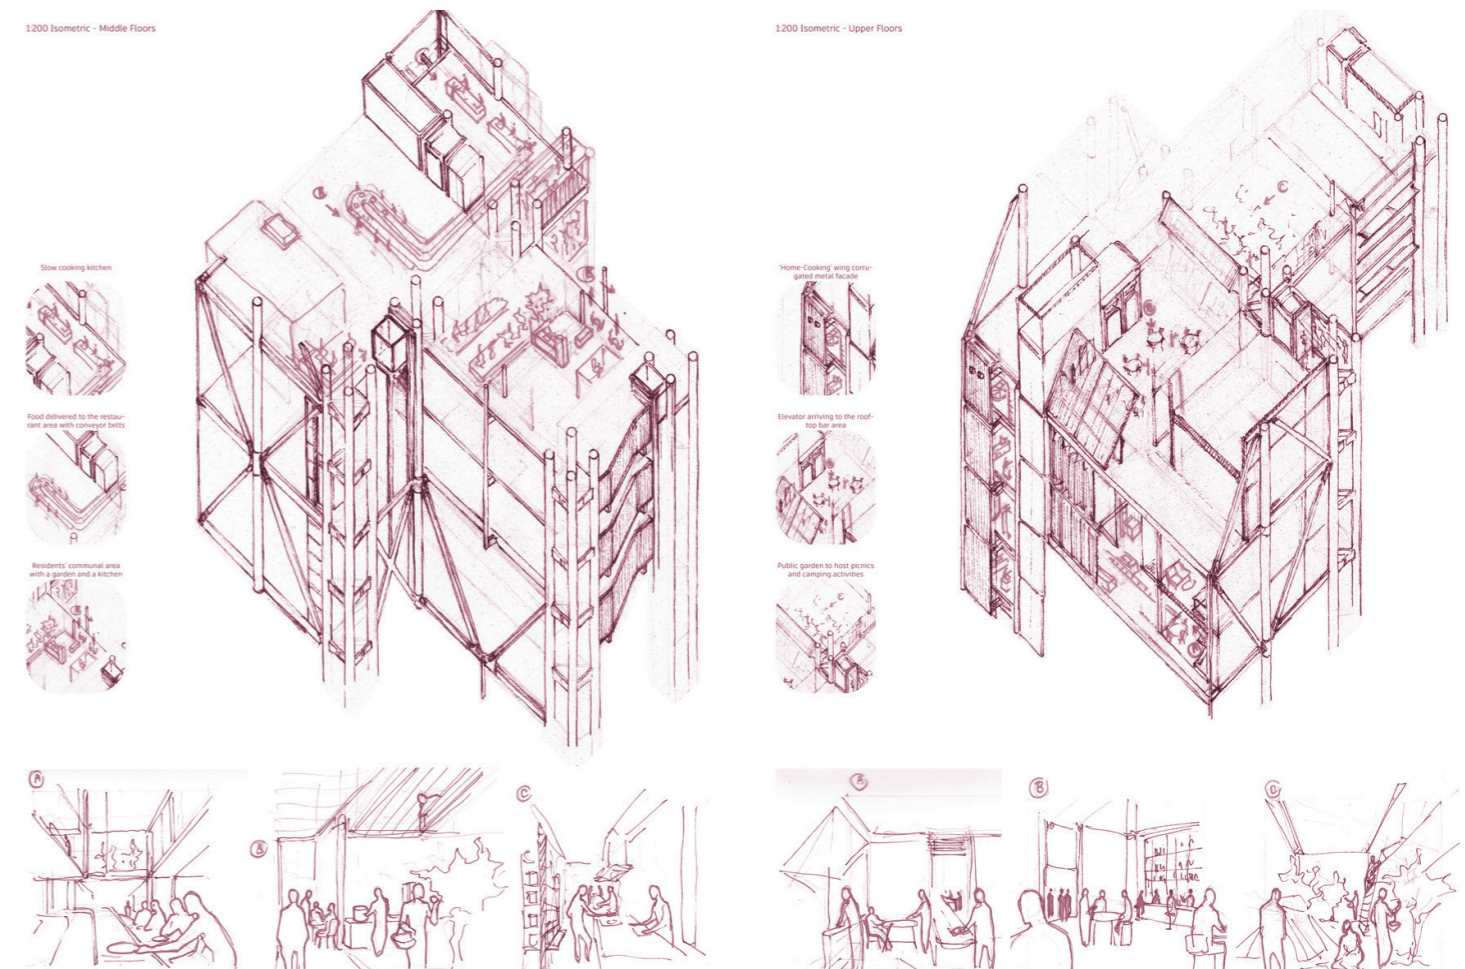 1:200 Isometric - Middle Floors
Slow cooking kitchen
Food delivered to the restau-
rant area with conveyor belts
Residents' communal area
with a garden and a kitchen
A
B
C
1:200 Isometric - Upper Floors
'Home-Cooking' wing corru-
gated metal facade
Elevator arriving to the roof-
top bar area
Public garden to host picnics
and camping activities
A
B
C